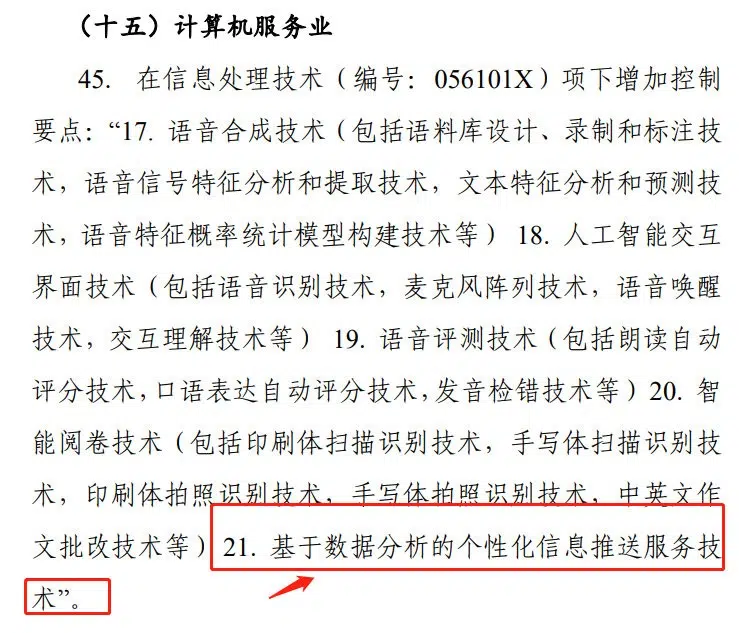 （十五）计算机服务业
45. 在信息处理技术（编号：056101X）项下增加控制
要点：“17. 语音合成技术（包括语料库设计、录制和标注技
术，语音信号特征分析和提取技术，文本特征分析和预测技
术，语音特征概率统计模型构建技术等）18. 人工智能交互
界面技术（包括语音识别技术，麦克风阵列技术，语音唤醒
技术，交互理解技术等）19. 语音评测技术（包括朗读自动
评分技术，口语表达自动评分技术，发音检错技术等）20. 智
能阅卷技术（包括印刷体扫描识别技术，手写体扫描识别技
术，印刷体拍照识别技术，手写体拍照识别技术，中英文作
文批改技术等）21. 基于数据分析的个性化信息推送服务技
术”。